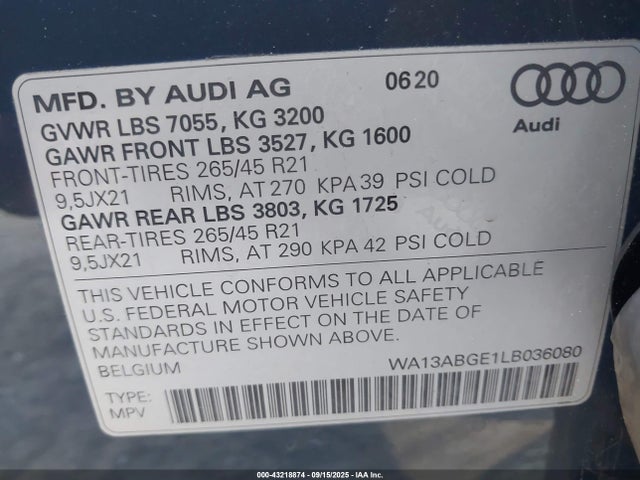 MFD. BY AUDI AG 0620
GVWR LBS 7055, KG 3200
GAWR FRONT LBS 3527, KG 1600
FRONT-TIRES 265/45 R21
9,5JX21 RIMS, AT 270 KPA 39 PSI COLD
GAWR REAR LBS 3803, KG 1725
REAR-TIRES 265/45 R21
9,5JX21 RIMS, AT 290 KPA 42 PSI COLD
Audi
THIS VEHICLE CONFORMS TO ALL APPLICABLE
U.S. FEDERAL MOTOR VEHICLE SAFETY
STANDARDS IN EFFECT ON THE DATE OF
MANUFACTURE SHOWN ABOVE.
BELGIUM
WA13ABGE1LB036080
TYPE:
MPV
000-43218874 - 09/15/2025 - IAA Inc.